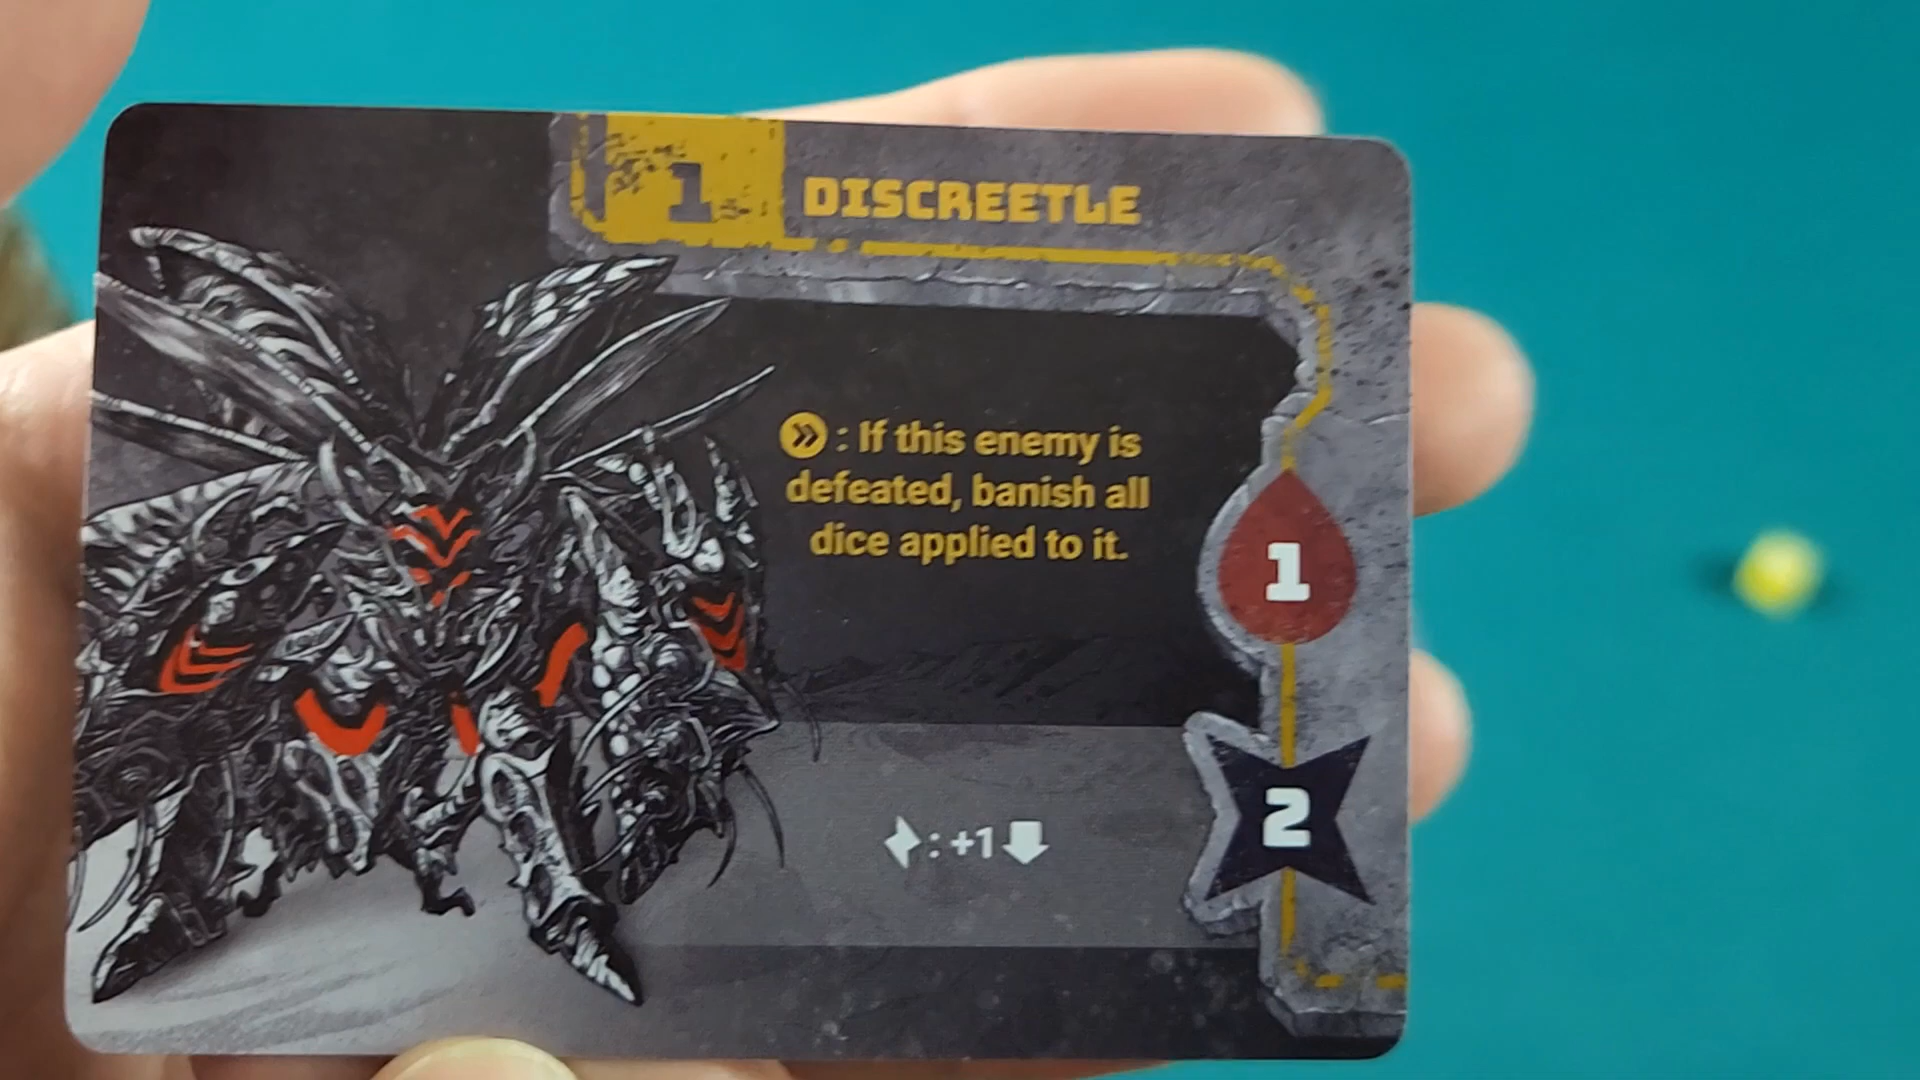 1 DISCREETLE
: If this enemy is
defeated, banish all
dice applied to it.
1
2
: +1